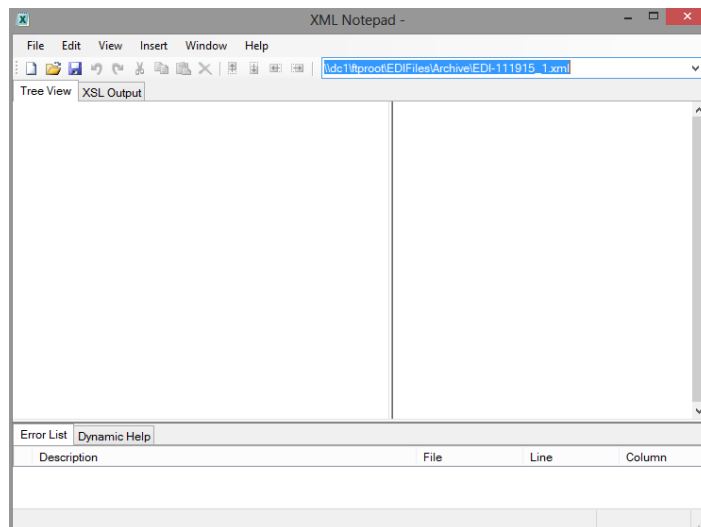 XML Notepad -
File Edit View Insert Window Help
\\dc1\ftproot\EDIFiles\Archive\EDI-111915_1.xml
Tree View XSL Output
Error List Dynamic Help
Description File Line Column